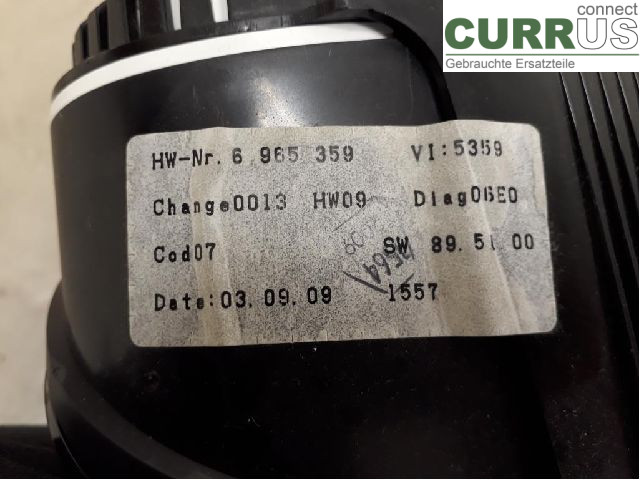 connect
CURRUS
Gebrauchte Ersatzteile
HW-Nr. 6 965 359 VI:5359
Change0013 HW09 Diag06E0
Cod07 SW 89.51 00
Date:03.09.09 1557